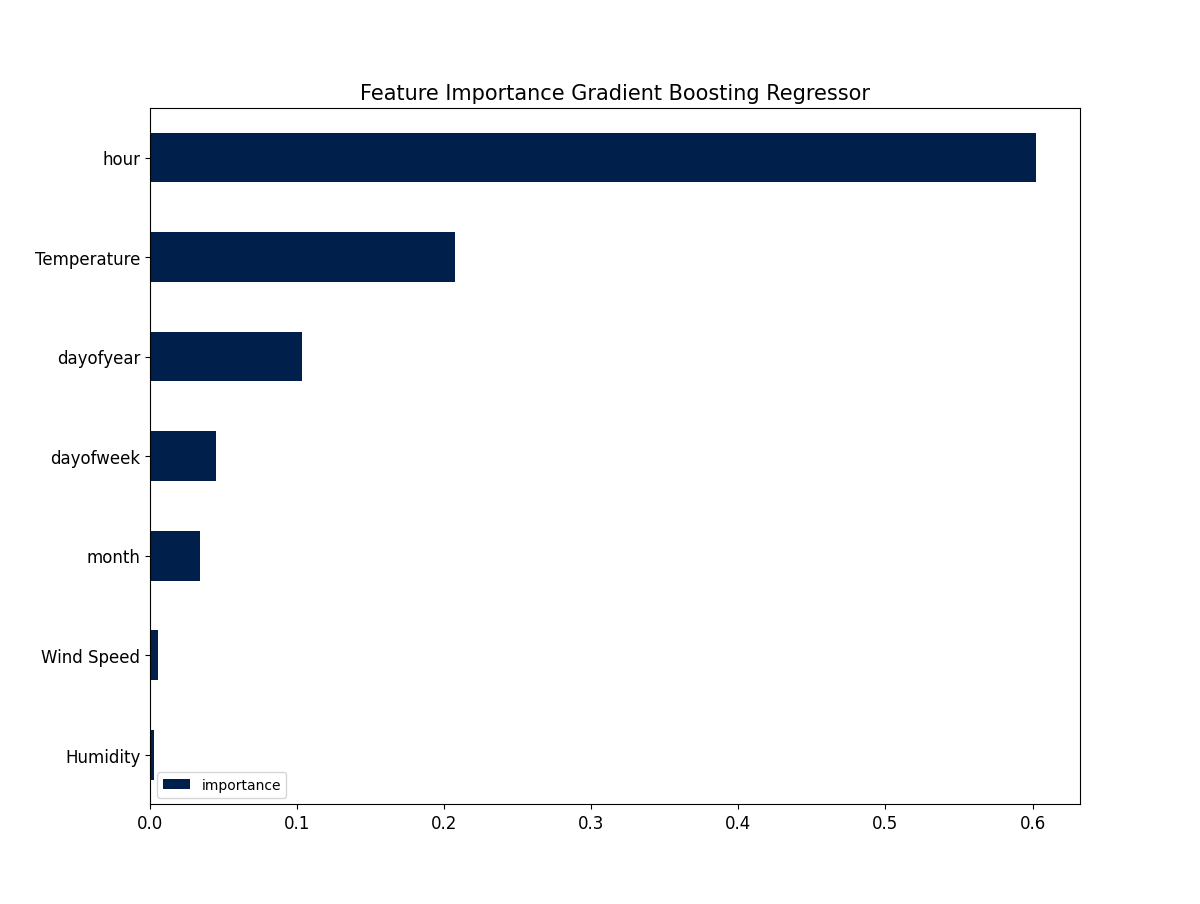 Feature Importance Gradient Boosting Regressor
hour
Temperature
dayofyear
dayofweek
month
Wind Speed
Humidity
importance
0.0 0.1 0.2 0.3 0.4 0.5 0.6